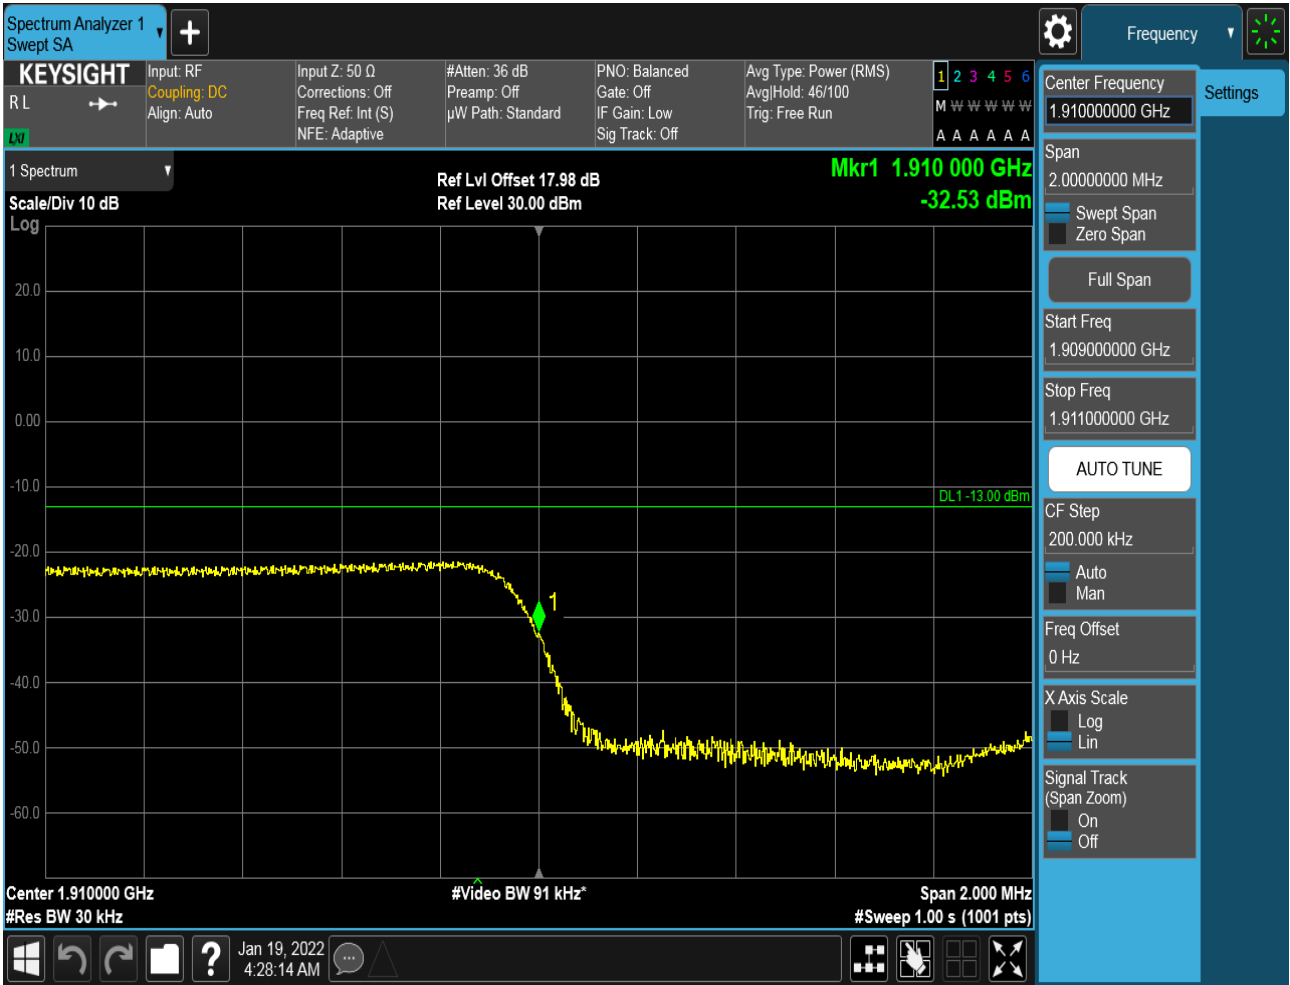 Spectrum Analyzer 1
Swept SA
Frequency
KEYSIGHT
R L
LXI
Input: RF
Coupling: DC
Align: Auto
Input Z: 50 Ω
Corrections: Off
Freq Ref: Int (S)
NFE: Adaptive
#Atten: 36 dB
Preamp: Off
µW Path: Standard
PNO: Balanced
Gate: Off
IF Gain: Low
Sig Track: Off
Avg Type: Power (RMS)
Avg|Hold: 46/100
Trig: Free Run
1 2 3 4 5 6
M W W W W W
A A A A A A
1 Spectrum
Scale/Div 10 dB
Log
Ref Lvl Offset 17.98 dB
Ref Level 30.00 dBm
Mkr1 1.910 000 GHz
-32.53 dBm
20.0
10.0
0.00
-10.0
-20.0
-30.0
-40.0
-50.0
-60.0
DL1 -13.00 dBm
1
Center 1.910000 GHz
#Res BW 30 kHz
#Video BW 91 kHz*
Span 2.000 MHz
#Sweep 1.00 s (1001 pts)
Center Frequency
1.910000000 GHz
Span
2.00000000 MHz
Swept Span
Zero Span
Full Span
Start Freq
1.909000000 GHz
Stop Freq
1.911000000 GHz
AUTO TUNE
CF Step
200.000 kHz
Auto
Man
Freq Offset
0 Hz
X Axis Scale
Log
Lin
Signal Track
(Span Zoom)
On
Off
Settings
?
Jan 19, 2022
4:28:14 AM